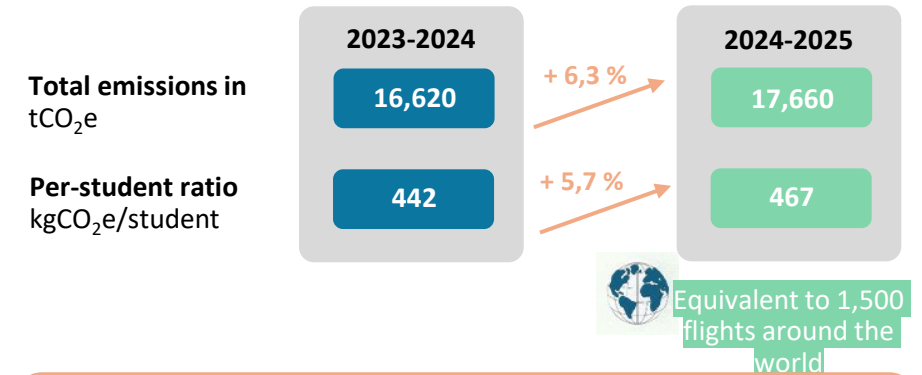 2023-2024
2024-2025
Total emissions in
tCO₂e
16,620
+ 6,3 %
17,660
Per-student ratio
kgCO₂e/student
442
+ 5,7 %
467
Equivalent to 1,500
flights around the
world